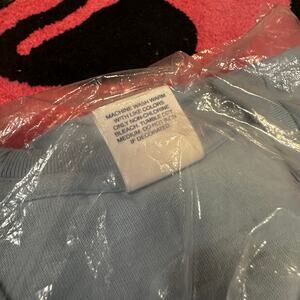 MACHINE WASH WARM
WITH LIKE COLORS
ONLY NON-CHLORINE
BLEACH. TUMBLE DRY
MEDIUM. DO NOT IRON
IF DECORATED.